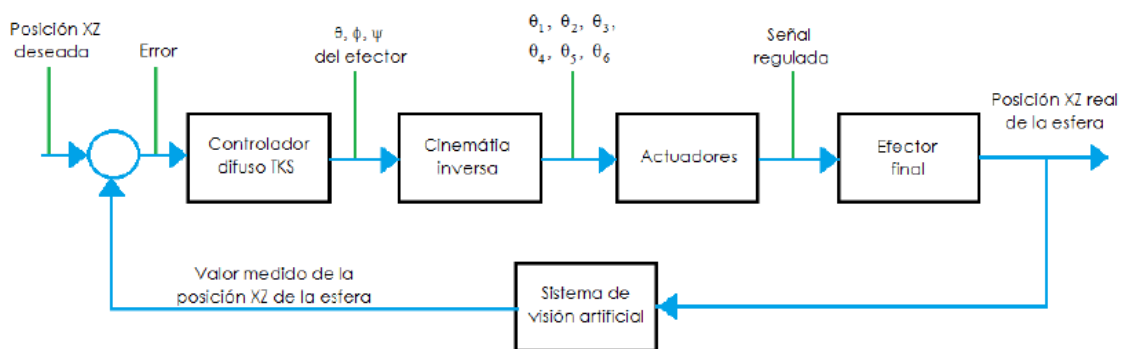 Posición XZ
deseada
Error
θ, ϕ, ψ
del efector
θ₁, θ₂, θ₃,
θ₄, θ₅, θ₆
Señal
regulada
Posición XZ real
de la esfera
Controlador
difuso TKS
Cinemátia
inversa
Actuadores
Efector
final
Valor medido de la
posición XZ de la esfera
Sistema de
visión artificial